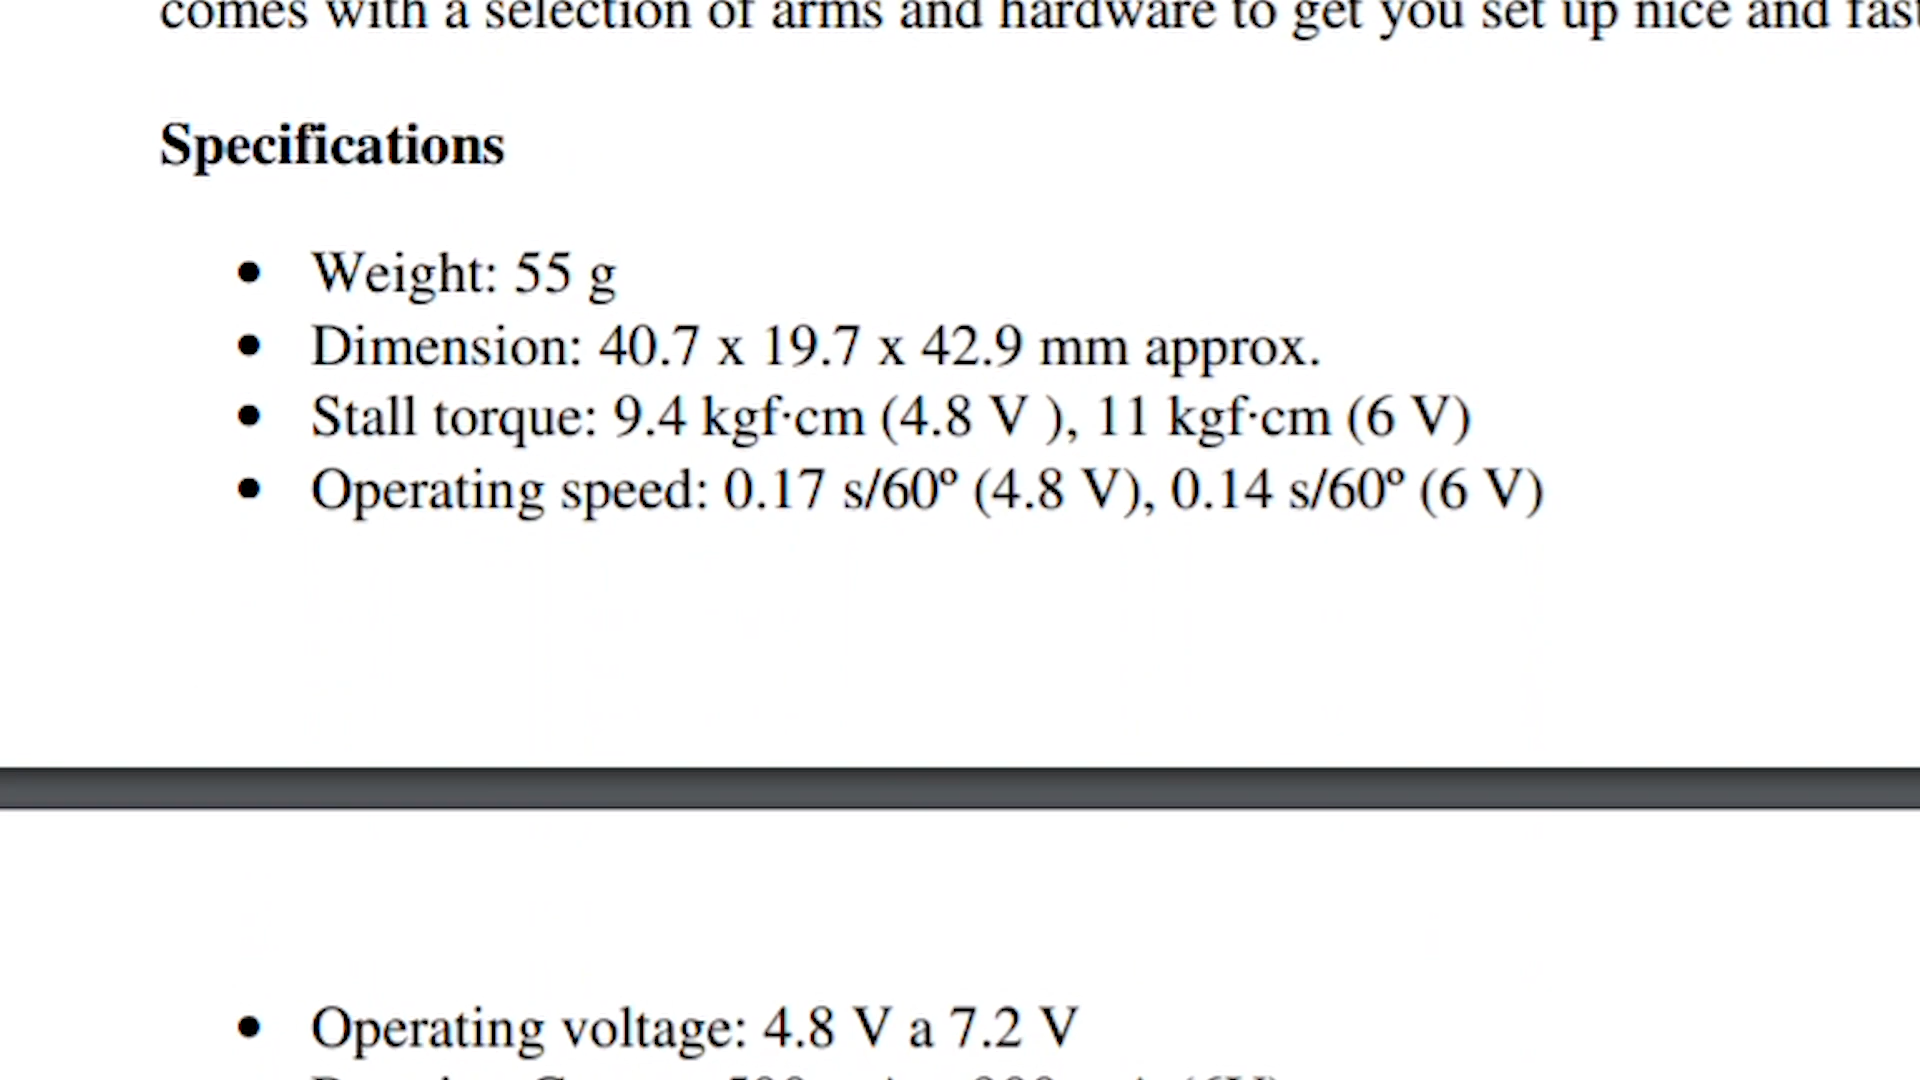 comes with a selection of arms and hardware to get you set up nice and fast
Specifications
• Weight: 55 g
• Dimension: 40.7 x 19.7 x 42.9 mm approx.
• Stall torque: 9.4 kgf·cm (4.8 V ), 11 kgf·cm (6 V)
• Operating speed: 0.17 s/60º (4.8 V), 0.14 s/60º (6 V)
• Operating voltage: 4.8 V a 7.2 V